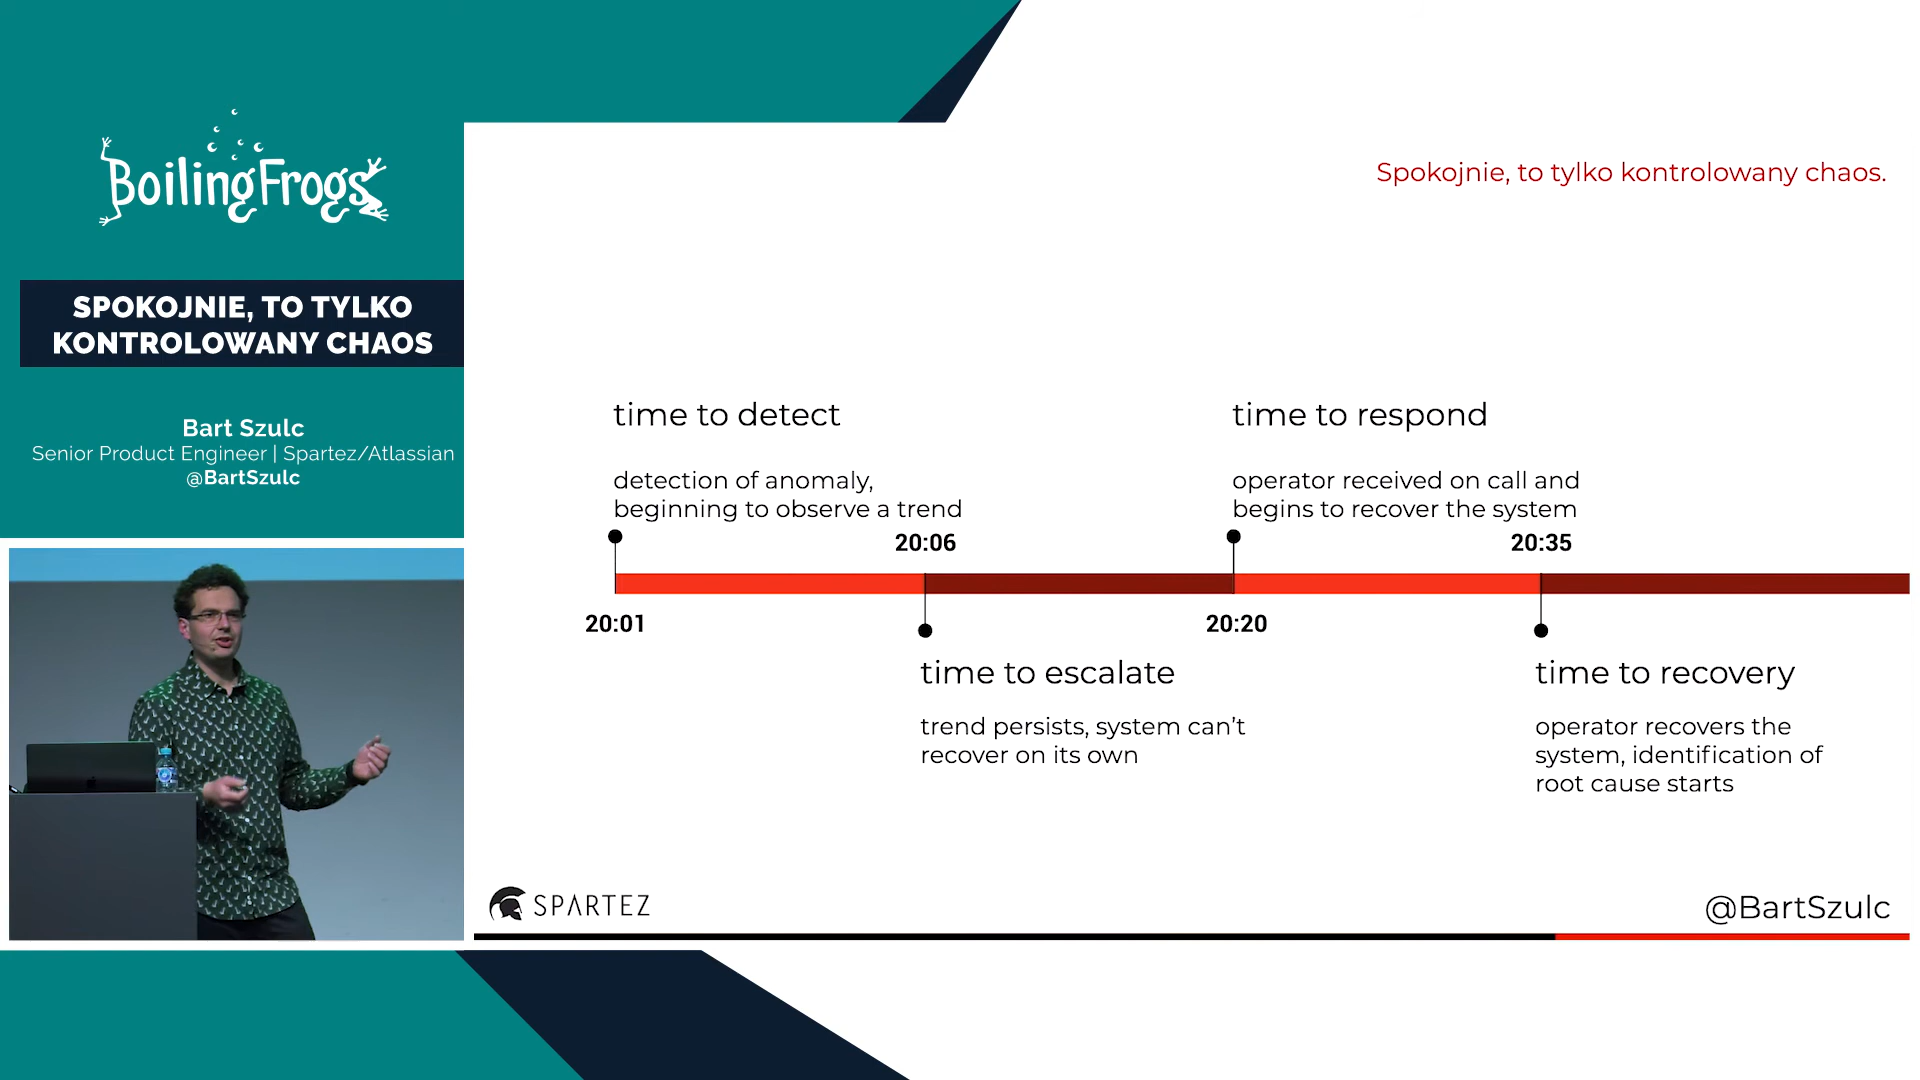 BoilingFrogs
SPOKOJNIE, TO TYLKO
KONTROLOWANY CHAOS
Bart Szulc
Senior Product Engineer | Spartez/Atlassian
@BartSzulc
Spokojnie, to tylko kontrolowany chaos.
time to detect
detection of anomaly,
beginning to observe a trend
20:01
20:06
time to escalate
trend persists, system can’t
recover on its own
time to respond
operator received on call and
begins to recover the system
20:20
20:35
time to recovery
operator recovers the
system, identification of
root cause starts
SPARTEZ
@BartSzulc